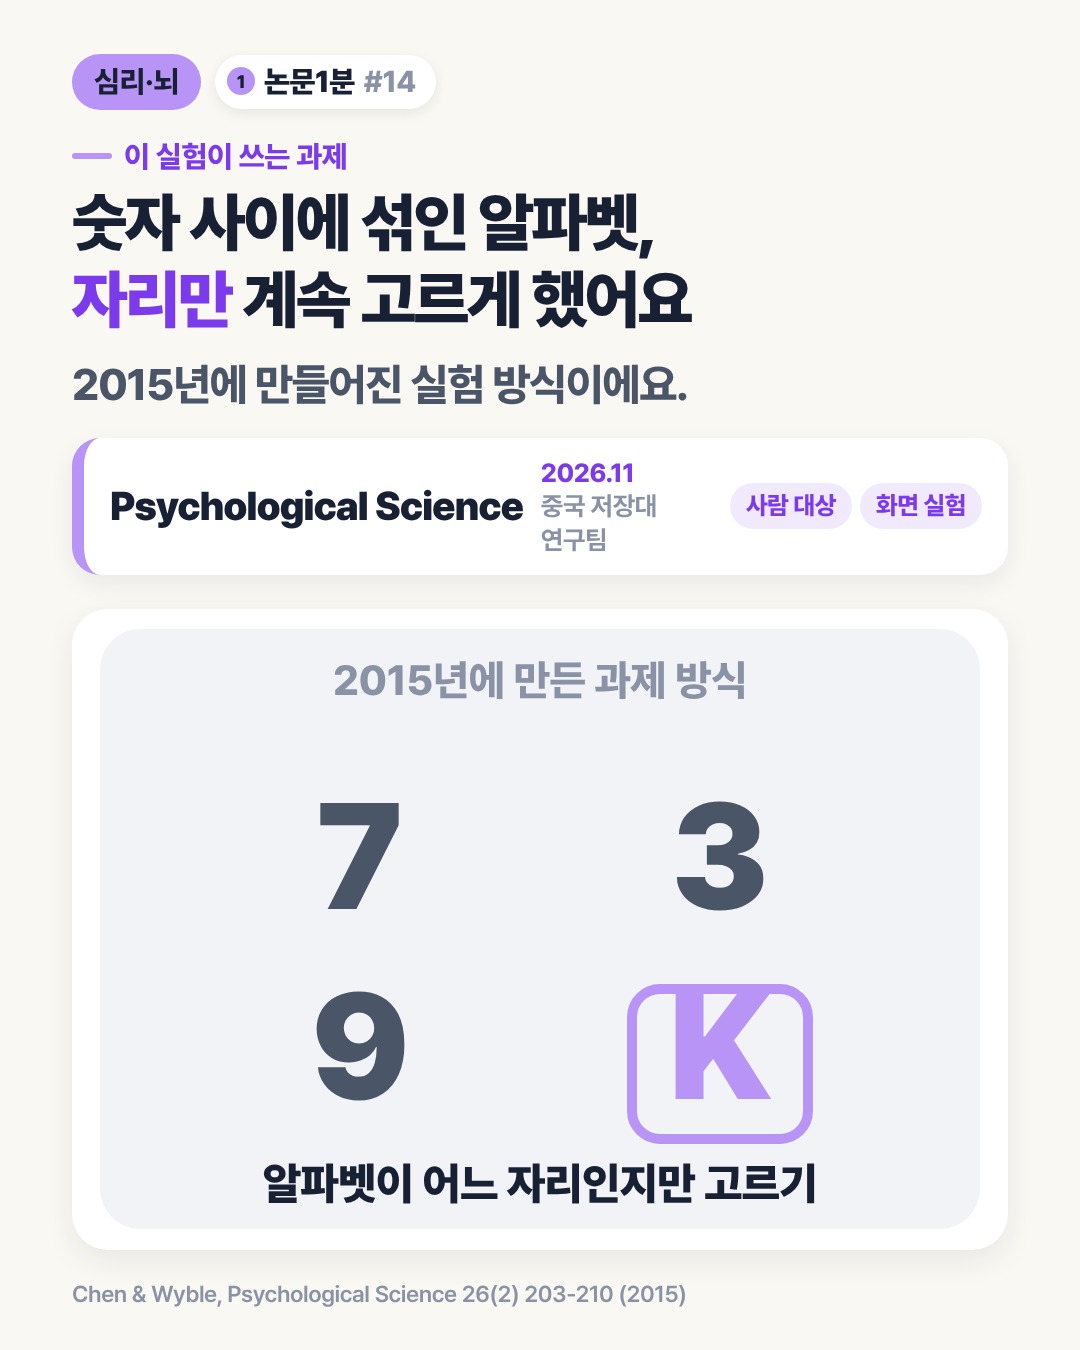 심리·뇌
1 논문1분 #14
이 실험이 쓰는 과제
숫자 사이에 섞인 알파벳,
자리만 계속 고르게 했어요
2015년에 만들어진 실험 방식이에요.
Psychological Science
2026.11
중국 저장대
연구팀
사람 대상
화면 실험
2015년에 만든 과제 방식
7 3
9 K
알파벳이 어느 자리인지만 고르기
Chen & Wyble, Psychological Science 26(2) 203-210 (2015)